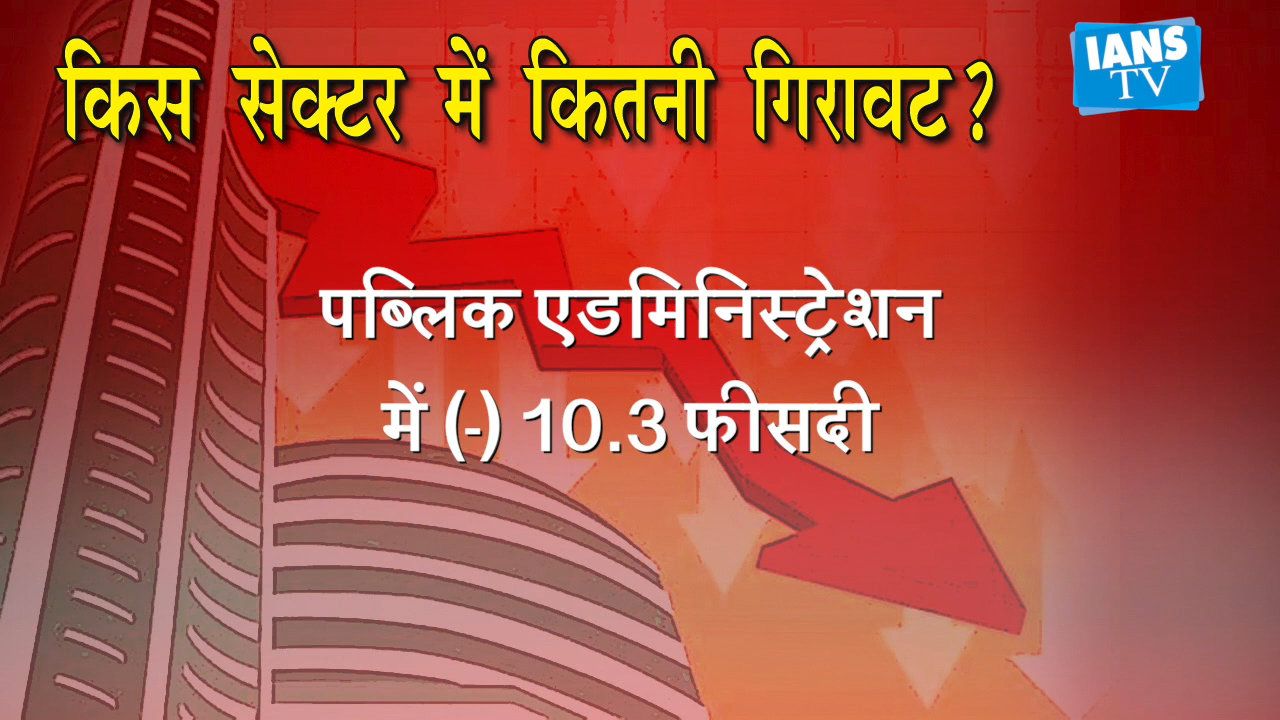 किस सेक्टर में कितनी गिरावट?
IANS
TV
पब्लिक एडमिनिस्ट्रेशन
में (-) 10.3 फीसदी